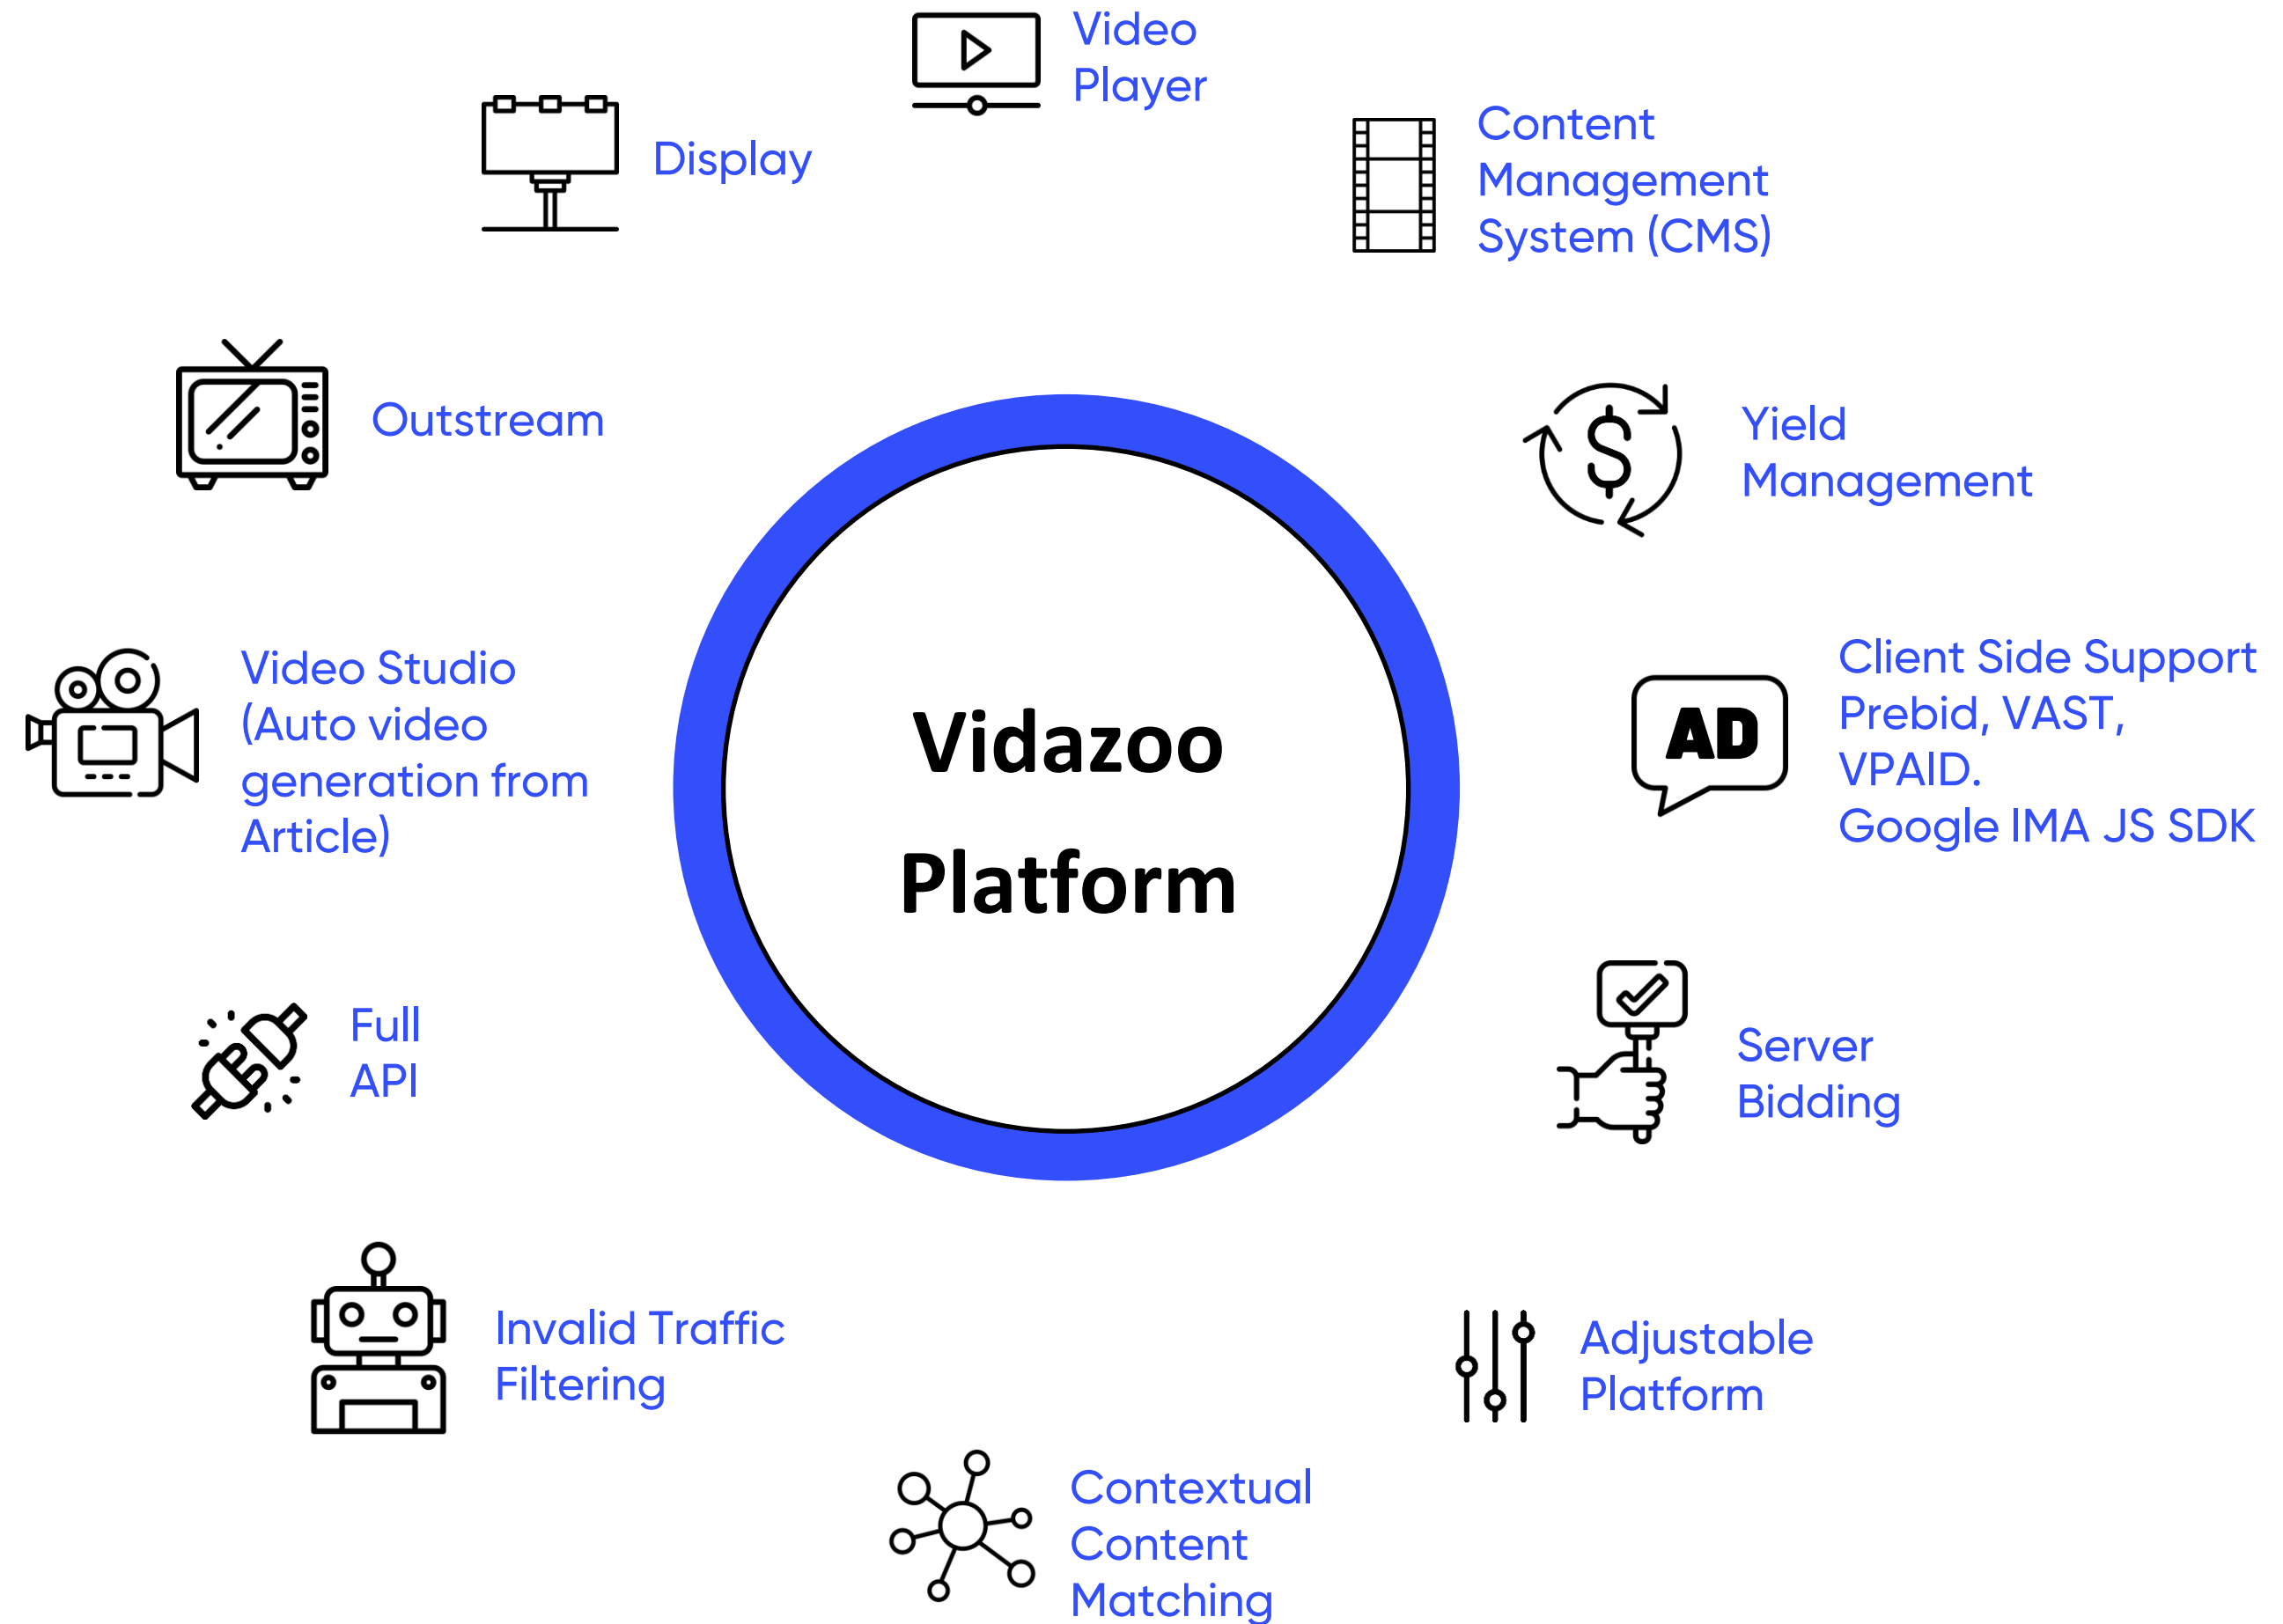 Video
Player
Display
Content
Management
System (CMS)
Outstream
Yield
Management
Video Studio
(Auto video
generation from
Article)
Vidazoo
Platform
AD
Client Side Support
Prebid, VAST,
VPAID.
Google IMA JS SDK
Full
API
Server
Bidding
Invalid Traffic
Filtering
Adjustable
Platform
Contextual
Content
Matching